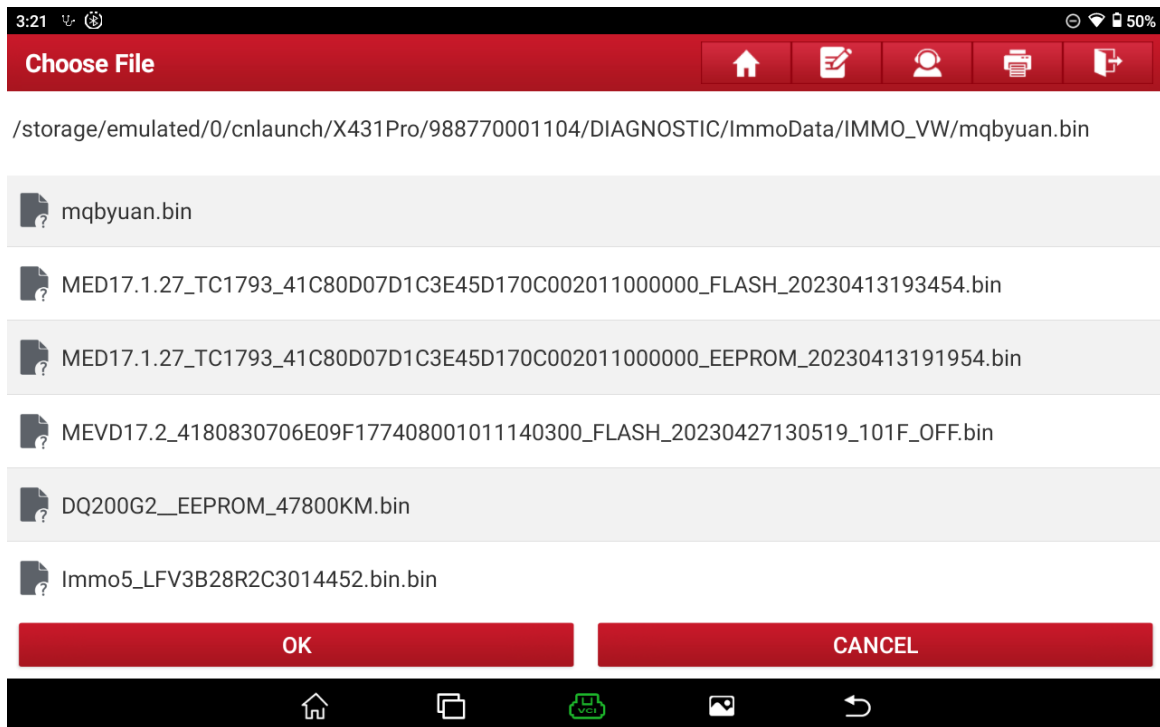 3:21
50%
Choose File
/storage/emulated/0/cnlaunch/X431Pro/988770001104/DIAGNOSTIC/ImmoData/IMMO_VW/mqbyuan.bin
mqbyuan.bin
MED17.1.27_TC1793_41C80D07D1C3E45D170C002011000000_FLASH_20230413193454.bin
MED17.1.27_TC1793_41C80D07D1C3E45D170C002011000000_EEPROM_20230413191954.bin
MEVD17.2_4180830706E09F177408001011140300_FLASH_20230427130519_101F_OFF.bin
DQ200G2__EEPROM_47800KM.bin
Immo5_LFV3B28R2C3014452.bin.bin
OK
CANCEL
VCI